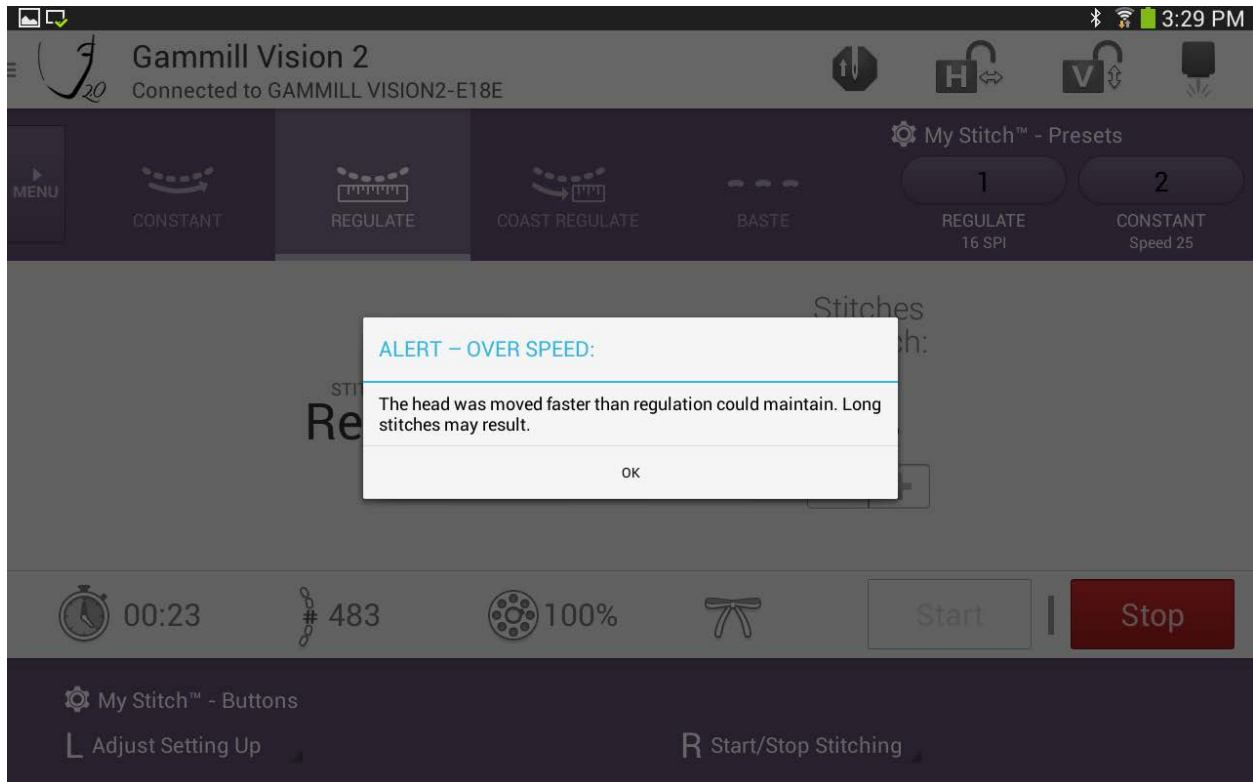 3:29 PM
Gammill Vision 2
Connected to GAMMILL VISION2-E18E
20
H
V
My Stitch™ - Presets
MENU
CONSTANT
REGULATE
COAST REGULATE
BASTE
1
2
REGULATE
16 SPI
CONSTANT
Speed 25
Stitches
ALERT – OVER SPEED:
The head was moved faster than regulation could maintain. Long
stitches may result.
OK
00:23
# 483
100%
Start
Stop
My Stitch™ - Buttons
L Adjust Setting Up
R Start/Stop Stitching